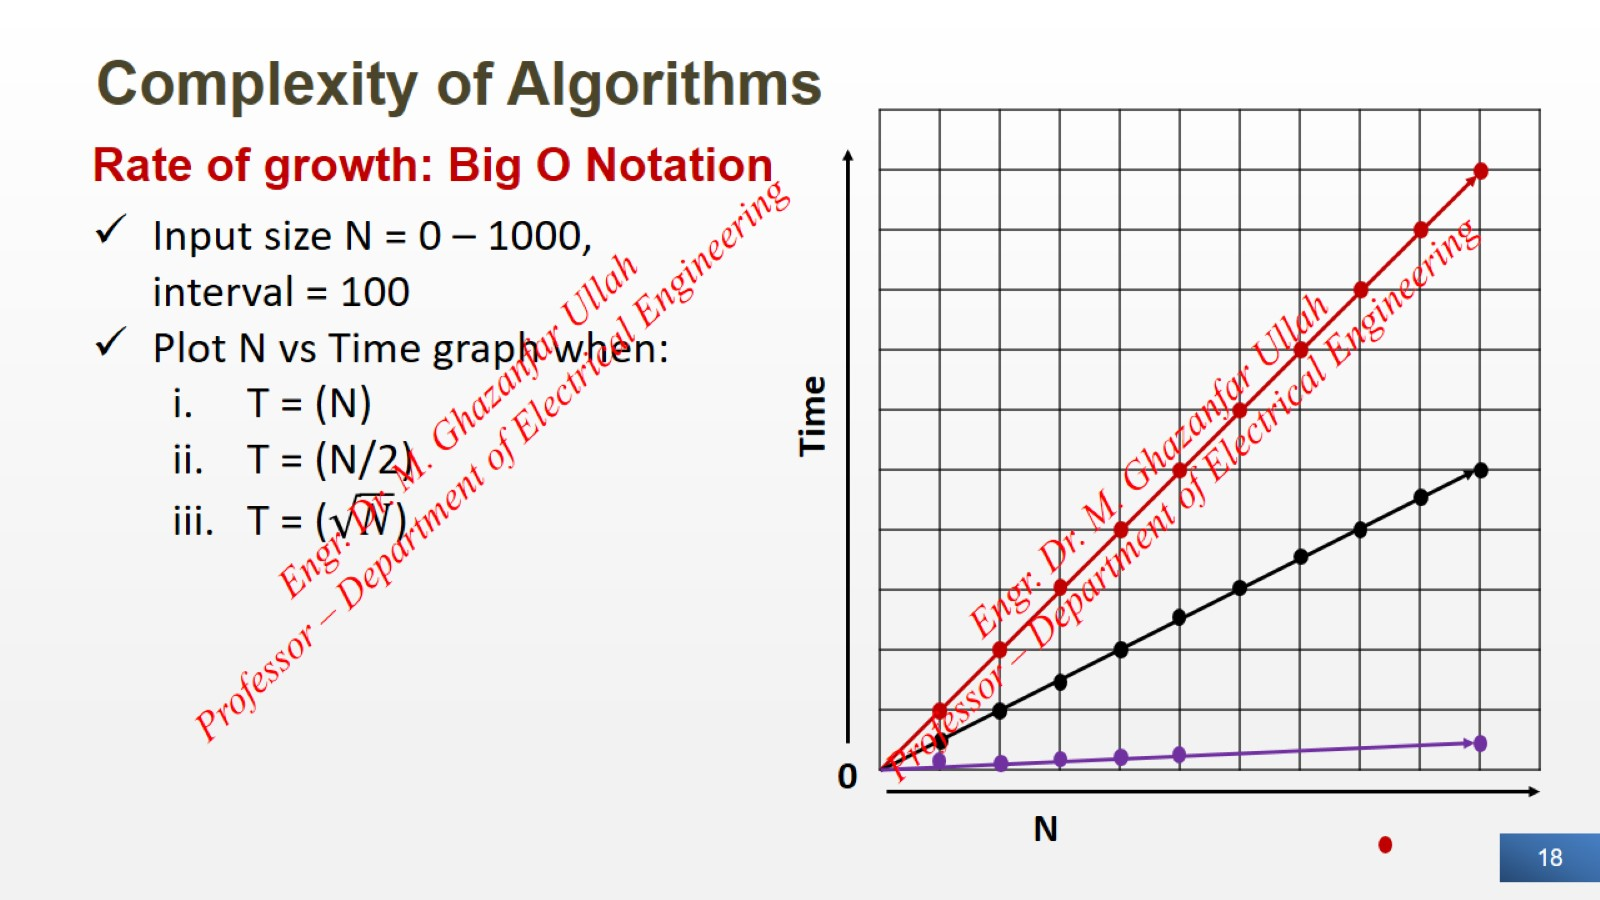 Complexity of Algorithms
Rate of growth: Big O Notation
✓ Input size N = 0 – 1000,
interval = 100
✓ Plot N vs Time graph when:
i. T = (N)
ii. T = (N/2)
iii. T = (√N)
Engr. Dr. M. Ghazanfar Ullah
Professor – Department of Electrical Engineering
Time
Engr. Dr. M. Ghazanfar Ullah
Professor – Department of Electrical Engineering
0
N
18